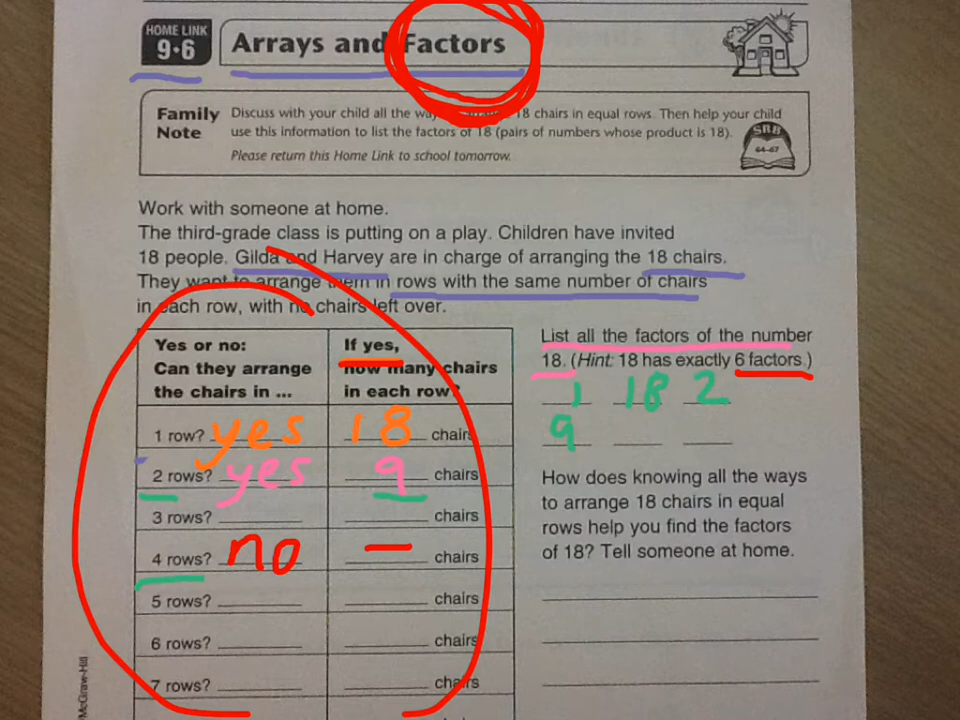 HOME LINK
9·6
Arrays and Factors
Family Note
Discuss with your child all the ways 18 chairs in equal rows. Then help your child
use this information to list the factors of 18 (pairs of numbers whose product is 18).
Please return this Home Link to school tomorrow.
SRB
64–67
Work with someone at home.
The third-grade class is putting on a play. Children have invited
18 people. Gilda and Harvey are in charge of arranging the 18 chairs.
They want to arrange them in rows with the same number of chairs
in each row, with no chairs left over.
Yes or no:
Can they arrange
the chairs in ...
If yes,
how many chairs
in each row?
1 row? yes 18 chairs
2 rows? yes 9 chairs
3 rows? chairs
4 rows? no — chairs
5 rows? chairs
6 rows? chairs
7 rows? chairs
chairs
List all the factors of the number
18. (Hint: 18 has exactly 6 factors.)
1 18 2
9
How does knowing all the ways
to arrange 18 chairs in equal
rows help you find the factors
of 18? Tell someone at home.
McGraw-Hill